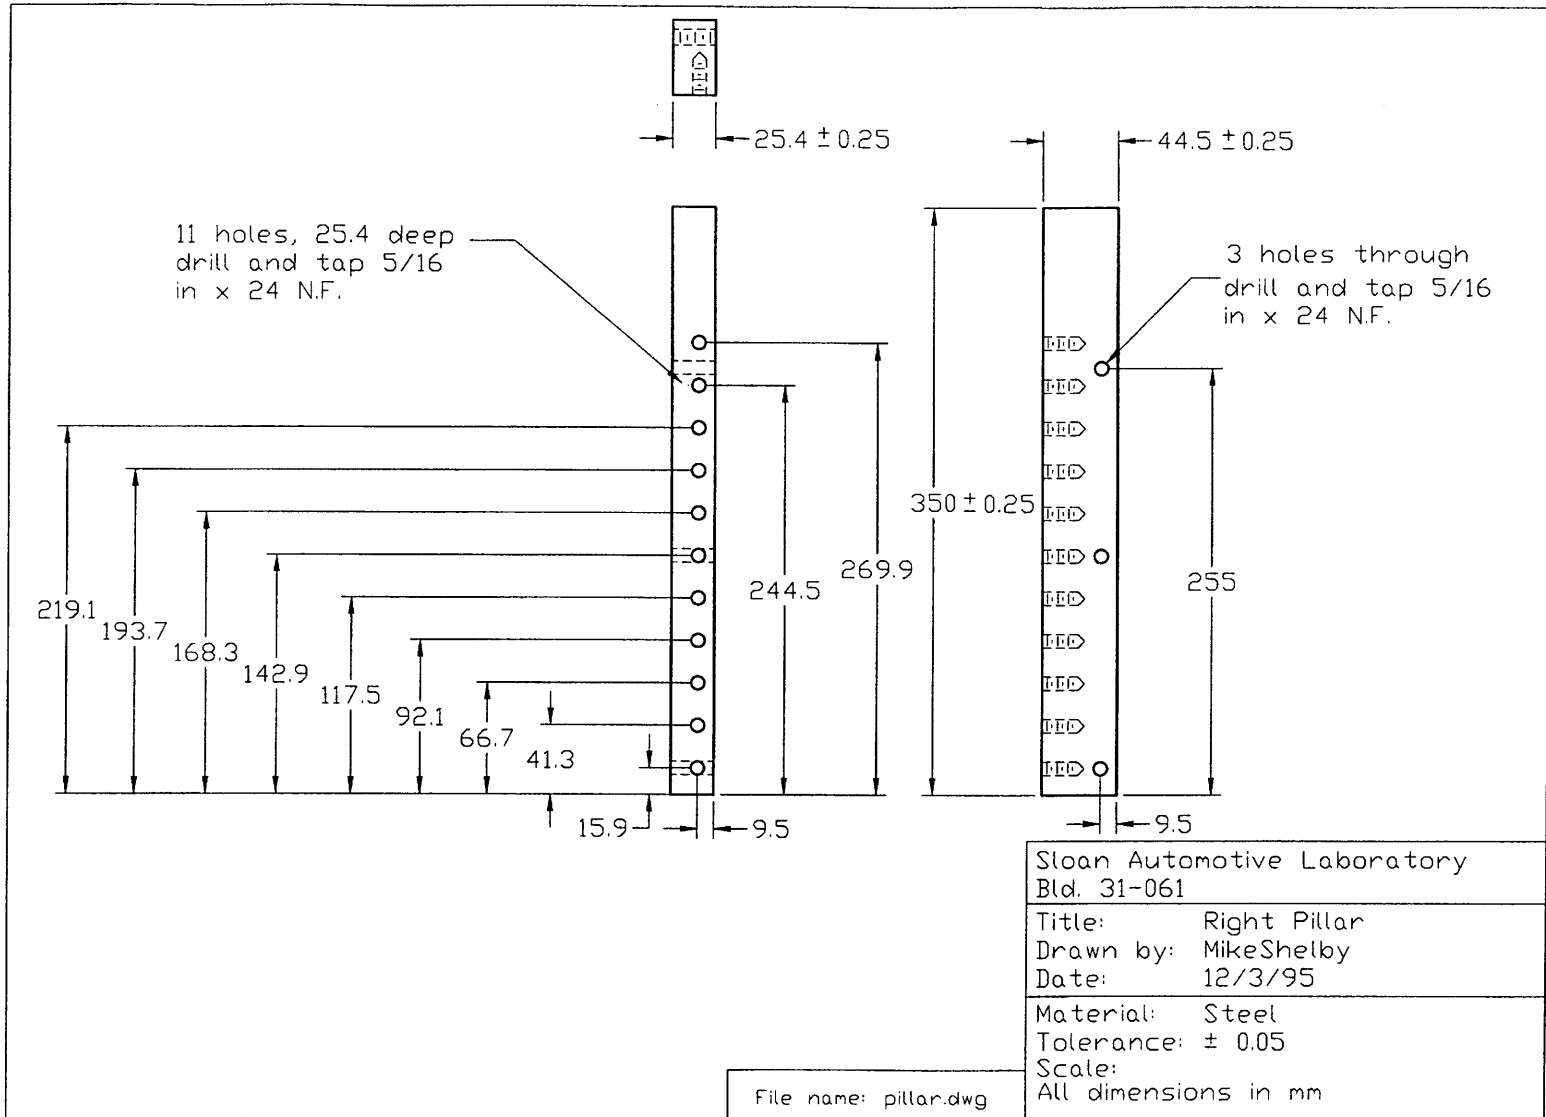 25.4 ± 0.25
44.5 ± 0.25
11 holes, 25.4 deep
drill and tap 5/16
in x 24 N.F.
3 holes through
drill and tap 5/16
in x 24 N.F.
350 ± 0.25
269.9
244.5
255
219.1
193.7
168.3
142.9
117.5
92.1
66.7
41.3
15.9
9.5
9.5
Sloan Automotive Laboratory
Bld. 31-061
Title: Right Pillar
Drawn by: MikeShelby
Date: 12/3/95
Material: Steel
Tolerance: ± 0.05
Scale:
All dimensions in mm
File name: pillar.dwg